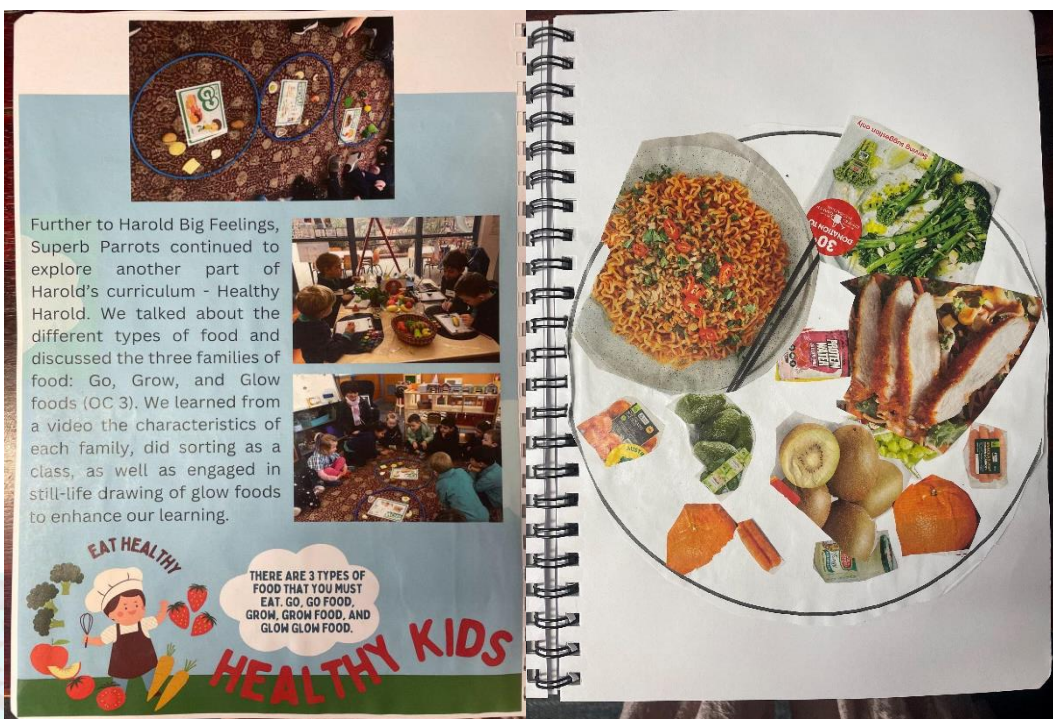 Further to Harold Big Feelings,
Superb Parrots continued to
explore another part of
Harold's curriculum - Healthy
Harold. We talked about the
different types of food and
discussed the three families of
food: Go, Grow, and Glow
foods (OC 3). We learned from
a video the characteristics of
each family, did sorting as a
class, as well as engaged in
still-life drawing of glow foods
to enhance our learning.
EAT HEALTHY
THERE ARE 3 TYPES OF
FOOD THAT YOU MUST
EAT. GO, GO FOOD,
GROW, GROW FOOD, AND
GLOW GLOW FOOD.
HEALTHY KIDS
Serving suggestion only
DONATION TO
PROTEIN
WATER